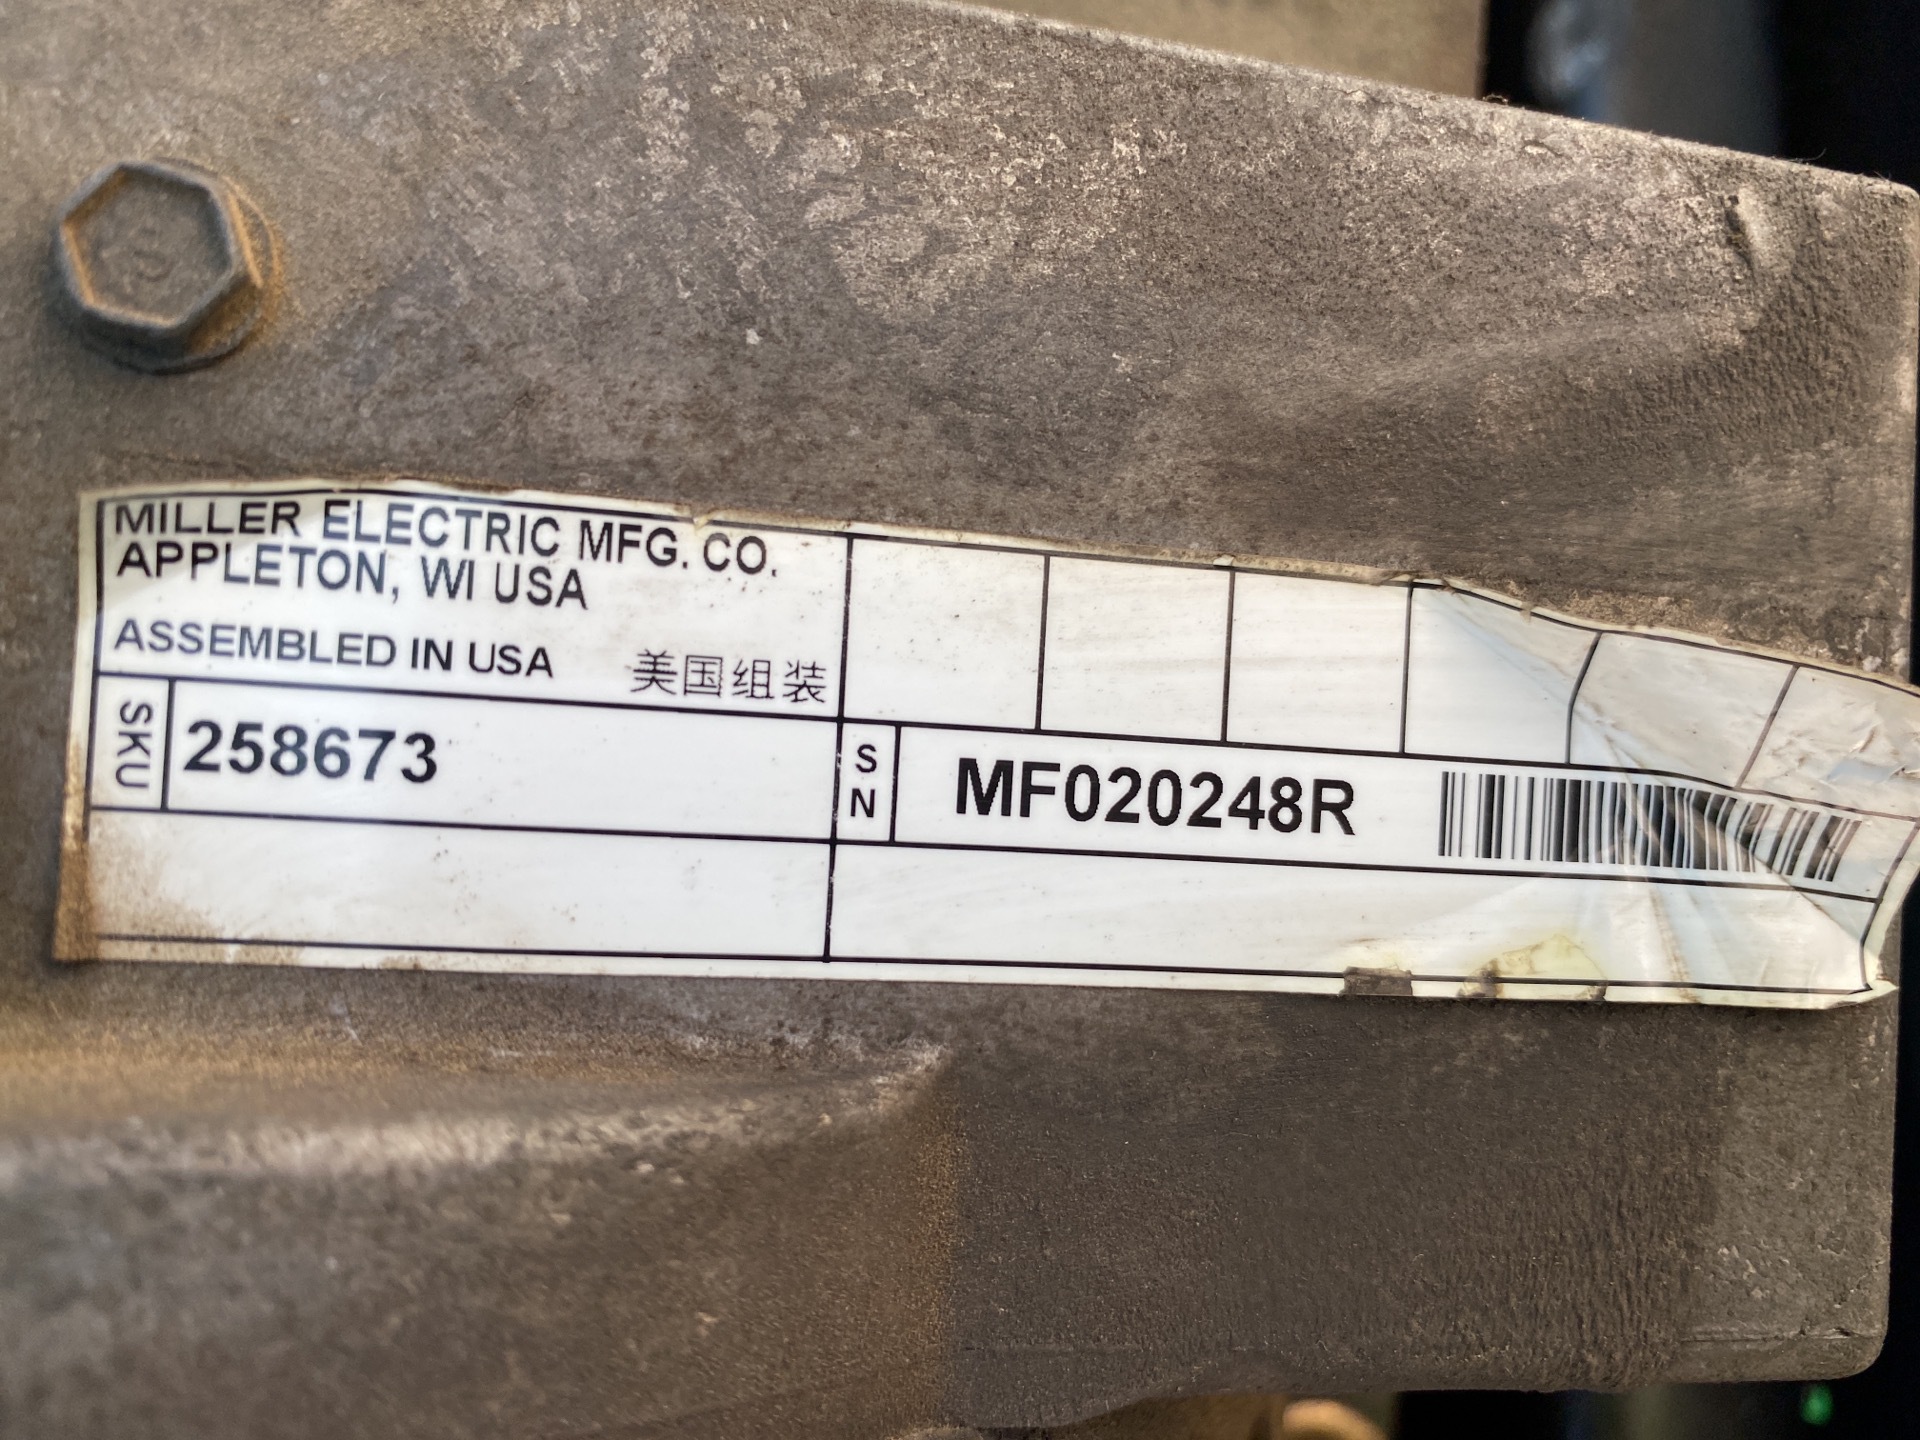 MILLER ELECTRIC MFG. CO.
APPLETON, WI USA
ASSEMBLED IN USA 美国组装
SKU 258673
SN MF020248R